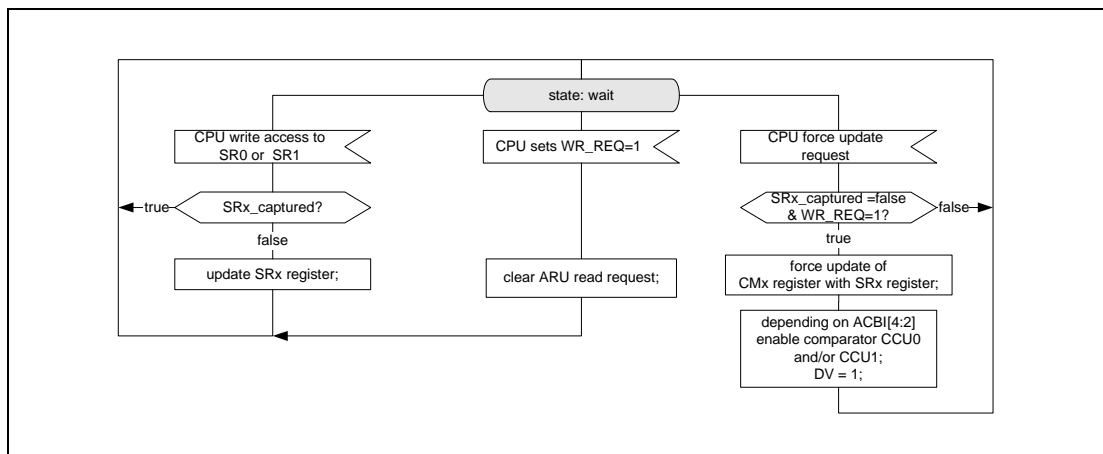 state: wait
CPU write access to
SR0 or  SR1
SRx_captured?
true
false
update SRx register;
CPU sets WR_REQ=1
clear ARU read request;
CPU force update
request
SRx_captured =false
& WR_REQ=1?
false
true
force update of
CMx register with SRx register;
depending on ACBI[4:2]
enable comparator CCU0
and/or CCU1;
DV = 1;